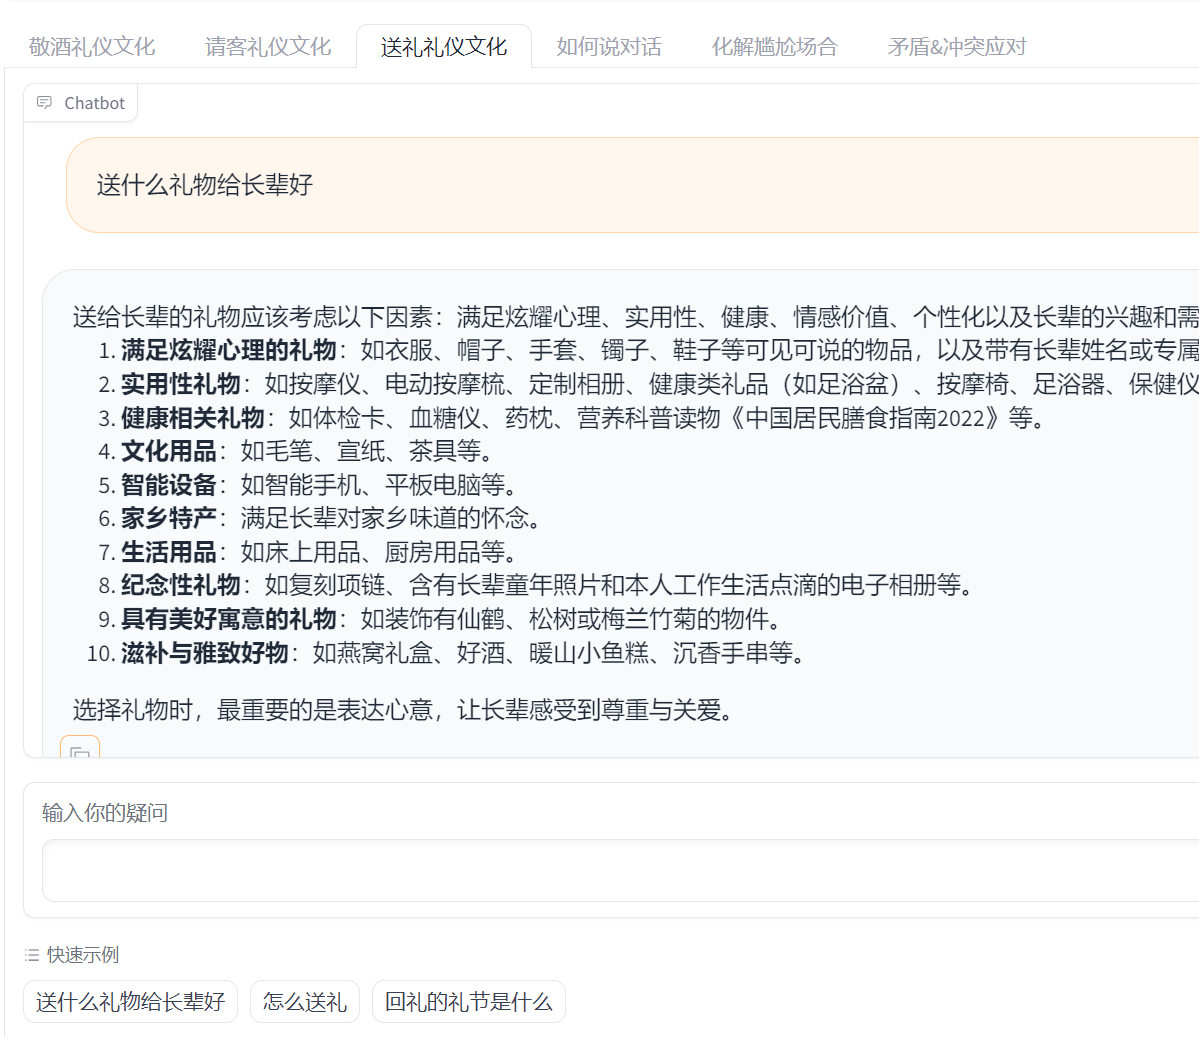 敬酒礼仪文化 请客礼仪文化 送礼礼仪文化 如何说对话 化解尴尬场合 矛盾&冲突应对
Chatbot
送什么礼物给长辈好
送给长辈的礼物应该考虑以下因素：满足炫耀心理、实用性、健康、情感价值、个性化以及长辈的兴趣和需
1. 满足炫耀心理的礼物：如衣服、帽子、手套、镯子、鞋子等可见可说的物品，以及带有长辈姓名或专属
2. 实用性礼物：如按摩仪、电动按摩梳、定制相册、健康类礼品（如足浴盆）、按摩椅、足浴器、保健仪
3. 健康相关礼物：如体检卡、血糖仪、药枕、营养科普读物《中国居民膳食指南2022》等。
4. 文化用品：如毛笔、宣纸、茶具等。
5. 智能设备：如智能手机、平板电脑等。
6. 家乡特产：满足长辈对家乡味道的怀念。
7. 生活用品：如床上用品、厨房用品等。
8. 纪念性礼物：如复刻项链、含有长辈童年照片和本人工作生活点滴的电子相册等。
9. 具有美好寓意的礼物：如装饰有仙鹤、松树或梅兰竹菊的物件。
10. 滋补与雅致好物：如燕窝礼盒、好酒、暖山小鱼糕、沉香手串等。
选择礼物时，最重要的是表达心意，让长辈感受到尊重与关爱。
输入你的疑问
快速示例
送什么礼物给长辈好 怎么送礼 回礼的礼节是什么